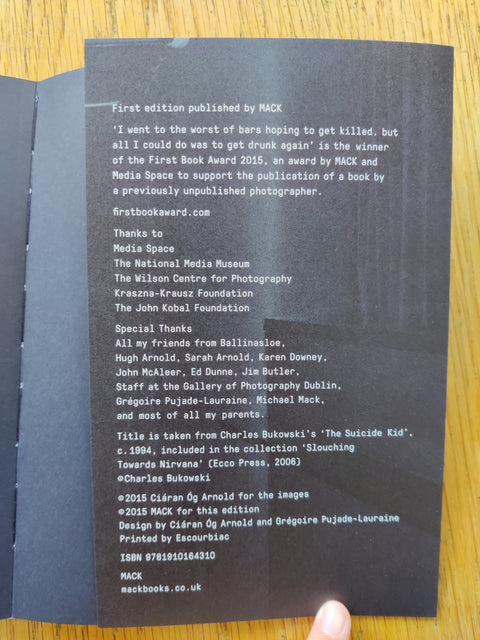 First edition published by MACK
'I went to the worst of bars hoping to get killed. but
all I could do was to get drunk again' is the winner
of the First Book Award 2015, an award by MACK and
Media Space to support the publication of a book by
a previously unpublished photographer.
firstbookaward.com
Thanks to
Media Space
The National Media Museum
The Wilson Centre for Photography
Kraszna-Krausz Foundation
The John Kobal Foundation
Special Thanks
All my friends from Ballinasloe,
Hugh Arnold, Sarah Arnold, Karen Downey,
John McAleer, Ed Dunne, Jim Butler,
Staff at the Gallery of Photography Dublin,
Grégoire Pujade-Lauraine, Michael Mack,
and most of all my parents.
Title is taken from Charles Bukowski's 'The Suicide Kid',
c.1994, included in the collection 'Slouching
Towards Nirvana' (Ecco Press, 2006)
©Charles Bukowski
©2015 Ciáran Óg Arnold for the images
©2015 MACK for this edition
Design by Ciáran Óg Arnold and Grégoire Pujade-Lauraine
Printed by Escourbiac
ISBN 9781910164310
MACK
mackbooks.co.uk